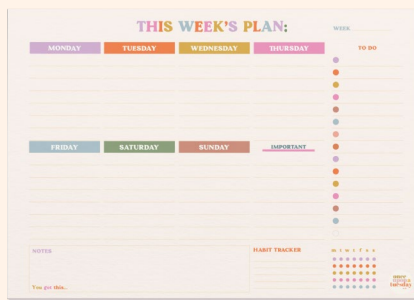 THIS WEEK'S PLAN:
WEEK
MONDAY
TUESDAY
WEDNESDAY
THURSDAY
TO DO
FRIDAY
SATURDAY
SUNDAY
IMPORTANT
NOTES
You got this..
HABIT TRACKER
m t w t f s s